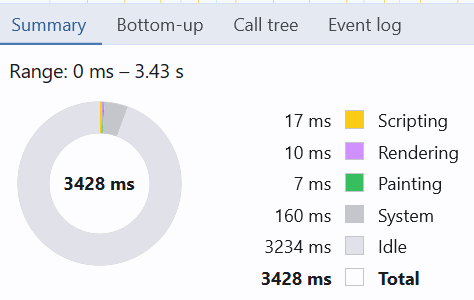 Summary Bottom-up Call tree Event log
Range: 0 ms – 3.43 s
3428 ms
17 ms Scripting
10 ms Rendering
7 ms Painting
160 ms System
3234 ms Idle
3428 ms Total